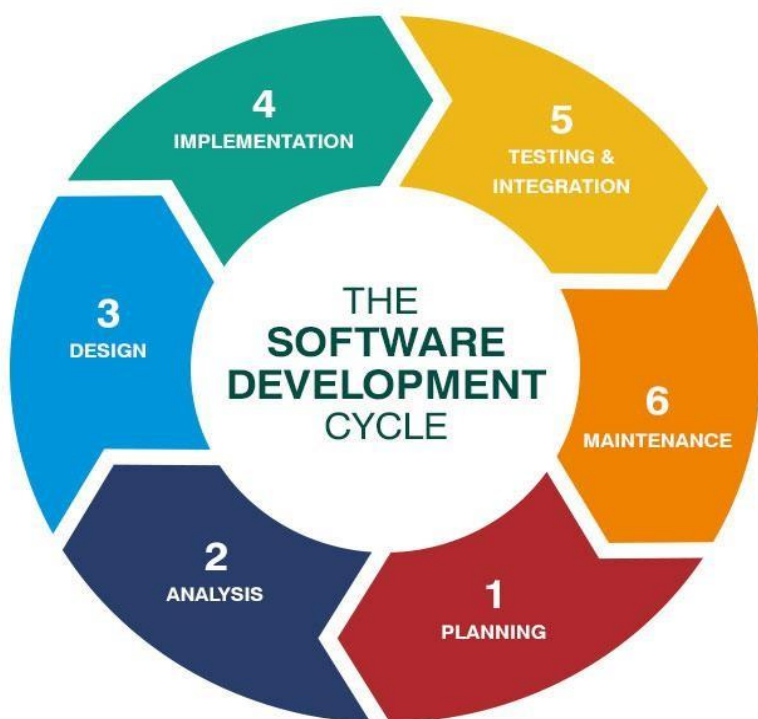 THE
SOFTWARE
DEVELOPMENT
CYCLE
1
PLANNING
2
ANALYSIS
3
DESIGN
4
IMPLEMENTATION
5
TESTING &
INTEGRATION
6
MAINTENANCE